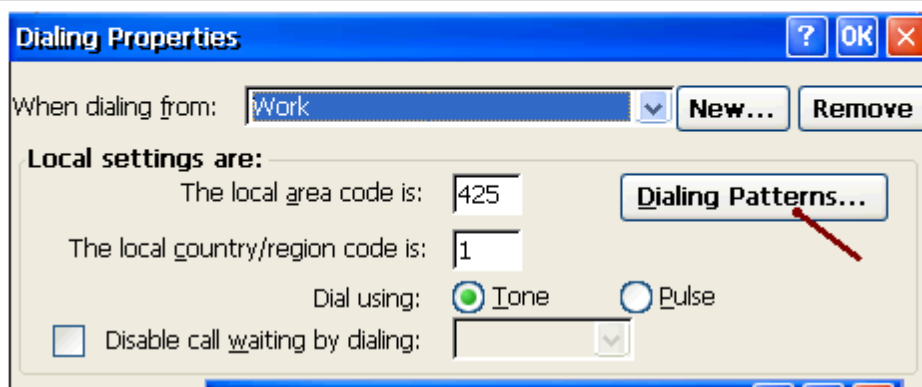 Dialing Properties ? OK
When dialing from: Work New... Remove
Local settings are:
The local area code is: 425 Dialing Patterns...
The local country/region code is: 1
Dial using: Tone Pulse
Disable call waiting by dialing: